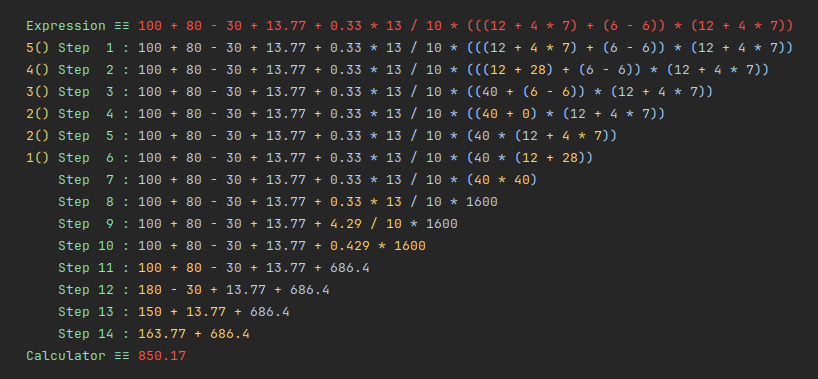 Expression ≡≡ 100 + 80 - 30 + 13.77 + 0.33 * 13 / 10 * (((12 + 4 * 7) + (6 - 6)) * (12 + 4 * 7))
5() Step  1 : 100 + 80 - 30 + 13.77 + 0.33 * 13 / 10 * (((12 + 4 * 7) + (6 - 6)) * (12 + 4 * 7))
4() Step  2 : 100 + 80 - 30 + 13.77 + 0.33 * 13 / 10 * (((12 + 28) + (6 - 6)) * (12 + 4 * 7))
3() Step  3 : 100 + 80 - 30 + 13.77 + 0.33 * 13 / 10 * ((40 + (6 - 6)) * (12 + 4 * 7))
2() Step  4 : 100 + 80 - 30 + 13.77 + 0.33 * 13 / 10 * ((40 + 0) * (12 + 4 * 7))
2() Step  5 : 100 + 80 - 30 + 13.77 + 0.33 * 13 / 10 * (40 * (12 + 4 * 7))
1() Step  6 : 100 + 80 - 30 + 13.77 + 0.33 * 13 / 10 * (40 * (12 + 28))
    Step  7 : 100 + 80 - 30 + 13.77 + 0.33 * 13 / 10 * (40 * 40)
    Step  8 : 100 + 80 - 30 + 13.77 + 0.33 * 13 / 10 * 1600
    Step  9 : 100 + 80 - 30 + 13.77 + 4.29 / 10 * 1600
    Step 10 : 100 + 80 - 30 + 13.77 + 0.429 * 1600
    Step 11 : 100 + 80 - 30 + 13.77 + 686.4
    Step 12 : 180 - 30 + 13.77 + 686.4
    Step 13 : 150 + 13.77 + 686.4
    Step 14 : 163.77 + 686.4
Calculator ≡≡ 850.17